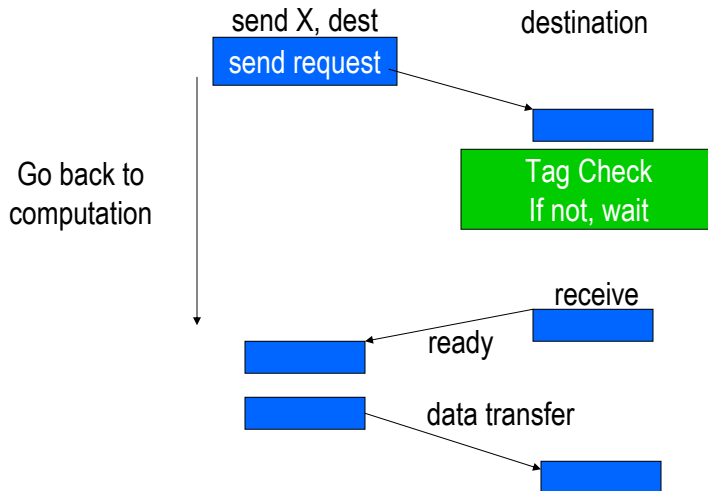 send X, dest
destination
send request
Go back to
computation
Tag Check
If not, wait
receive
ready
data transfer